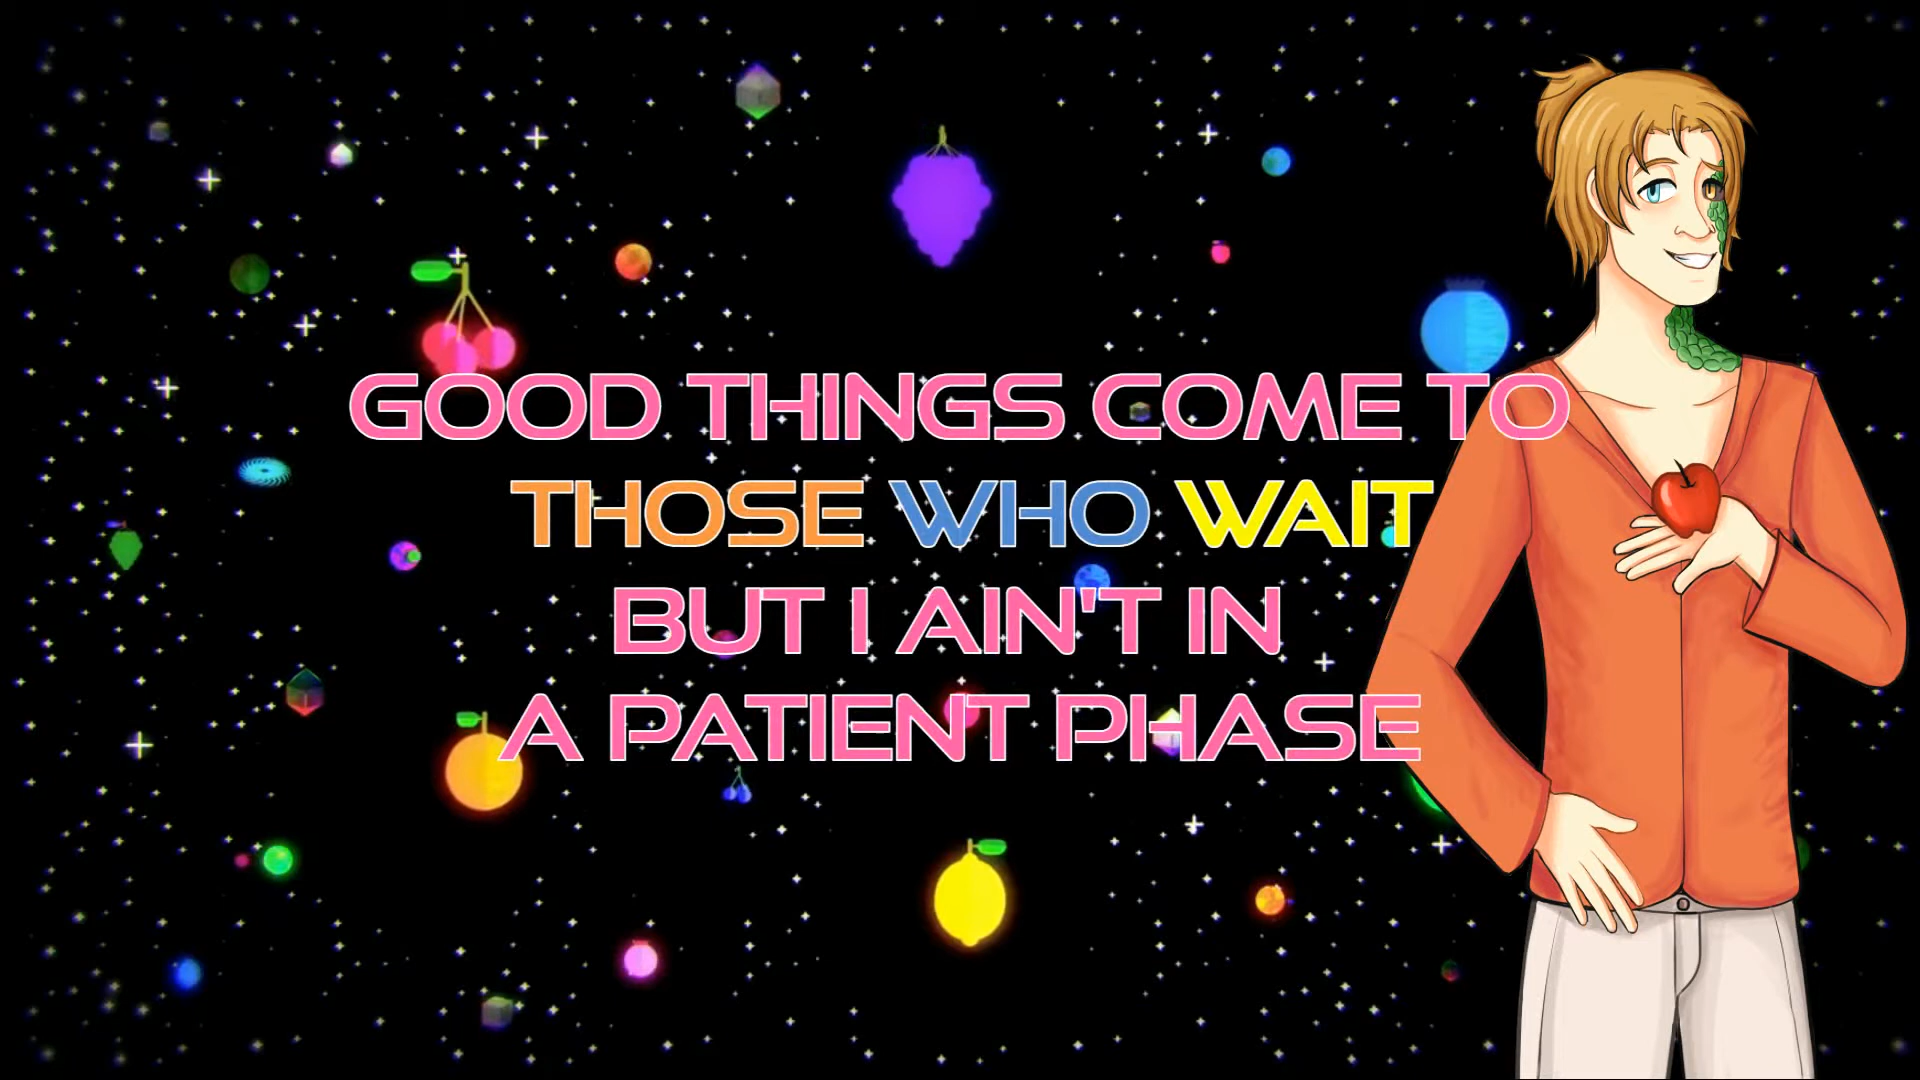 GOOD THINGS COME TO
THOSE WHO WAIT
BUT I AIN'T IN
A PATIENT PHASE